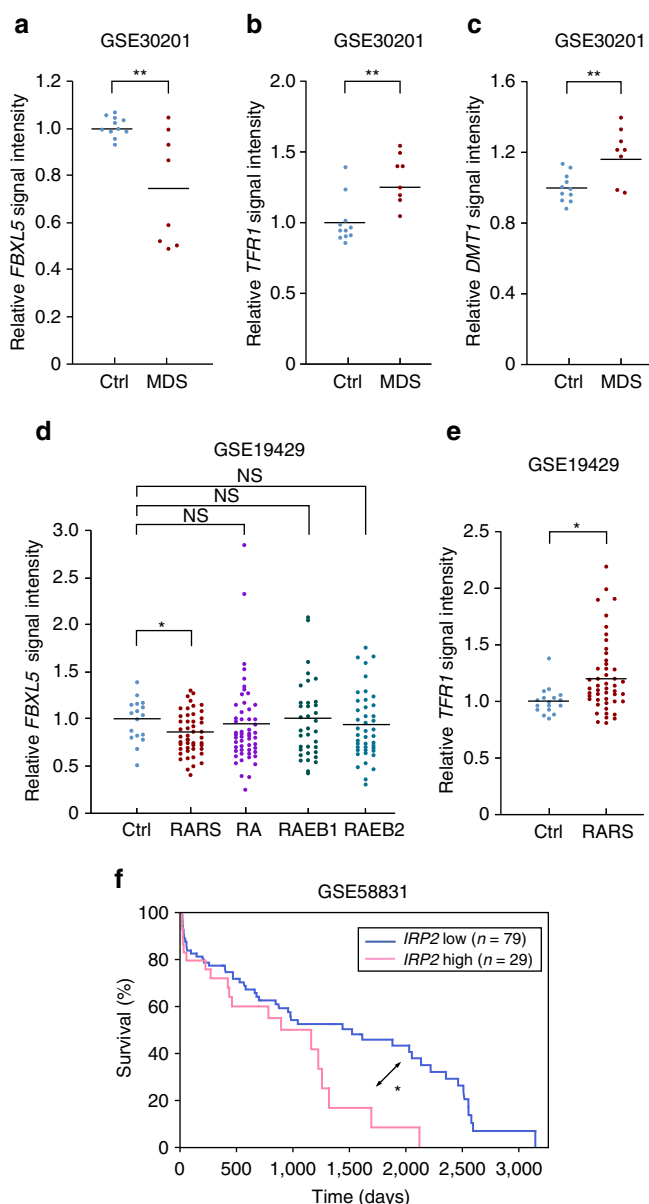 a
GSE30201
**
Relative FBXL5 signal intensity
1.2
1.0
0.8
0.6
0.4
0.2
0
Ctrl MDS
b
GSE30201
**
Relative TFR1 signal intensity
2.0
1.5
1.0
0.5
0
Ctrl MDS
c
GSE30201
**
Relative DMT1 signal intensity
1.6
1.2
0.8
0.4
0
Ctrl MDS
d
GSE19429
NS
NS
NS
*
Relative FBXL5 signal intensity
3.0
2.5
2.0
1.5
1.0
0.5
0
Ctrl RARS RA RAEB1 RAEB2
e
GSE19429
*
Relative TFR1 signal intensity
2.5
2.0
1.5
1.0
0.5
0
Ctrl RARS
f
GSE58831
IRP2 low (n = 79)
IRP2 high (n = 29)
*
Survival (%)
100
80
60
40
20
0
0 500 1,000 1,500 2,000 2,500 3,000
Time (days)